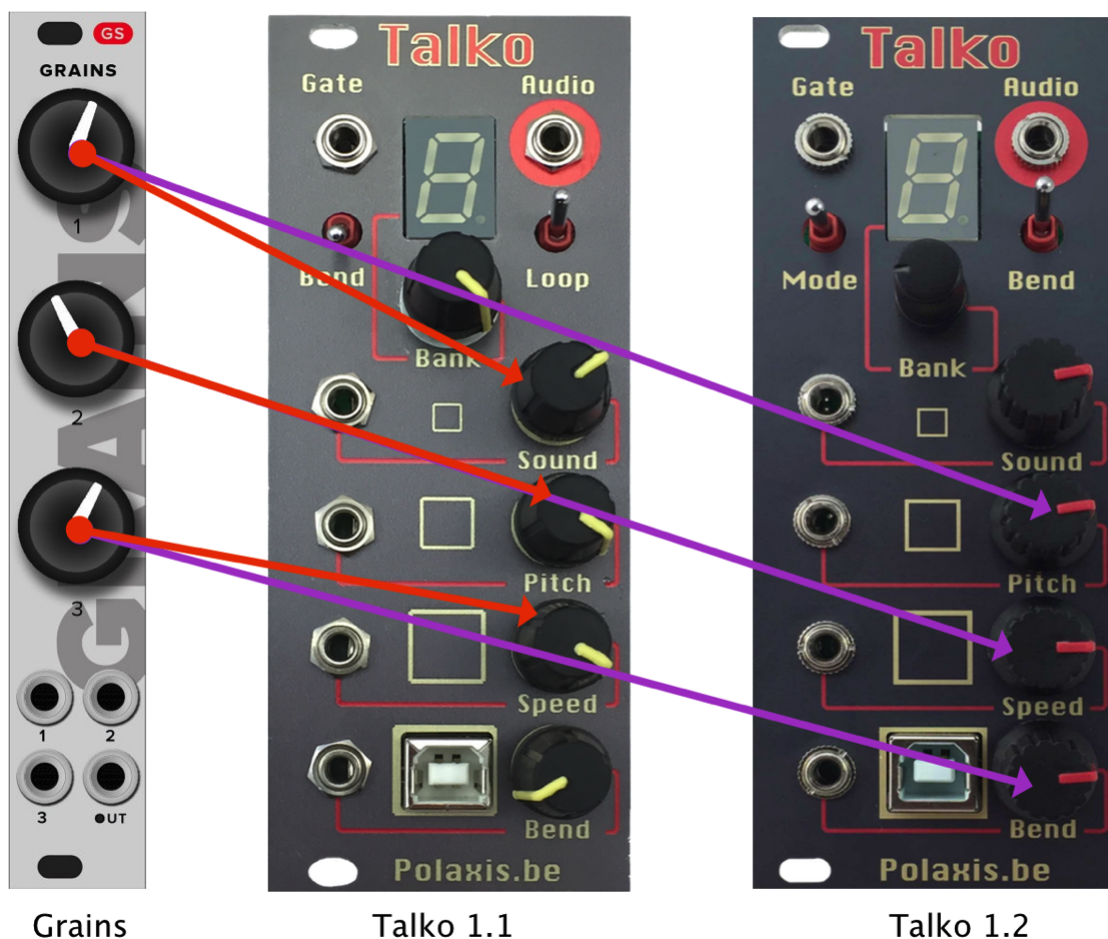 GS
GRAINS
1
2
3
GRAINS
1
2
3
OUT
Grains
Talko
Gate
Audio
Bend
Loop
Bank
Sound
Pitch
Speed
Bend
Polaxis.be
Talko 1.1
Talko
Gate
Audio
Mode
Bend
Bank
Sound
Pitch
Speed
Bend
Polaxis.be
Talko 1.2